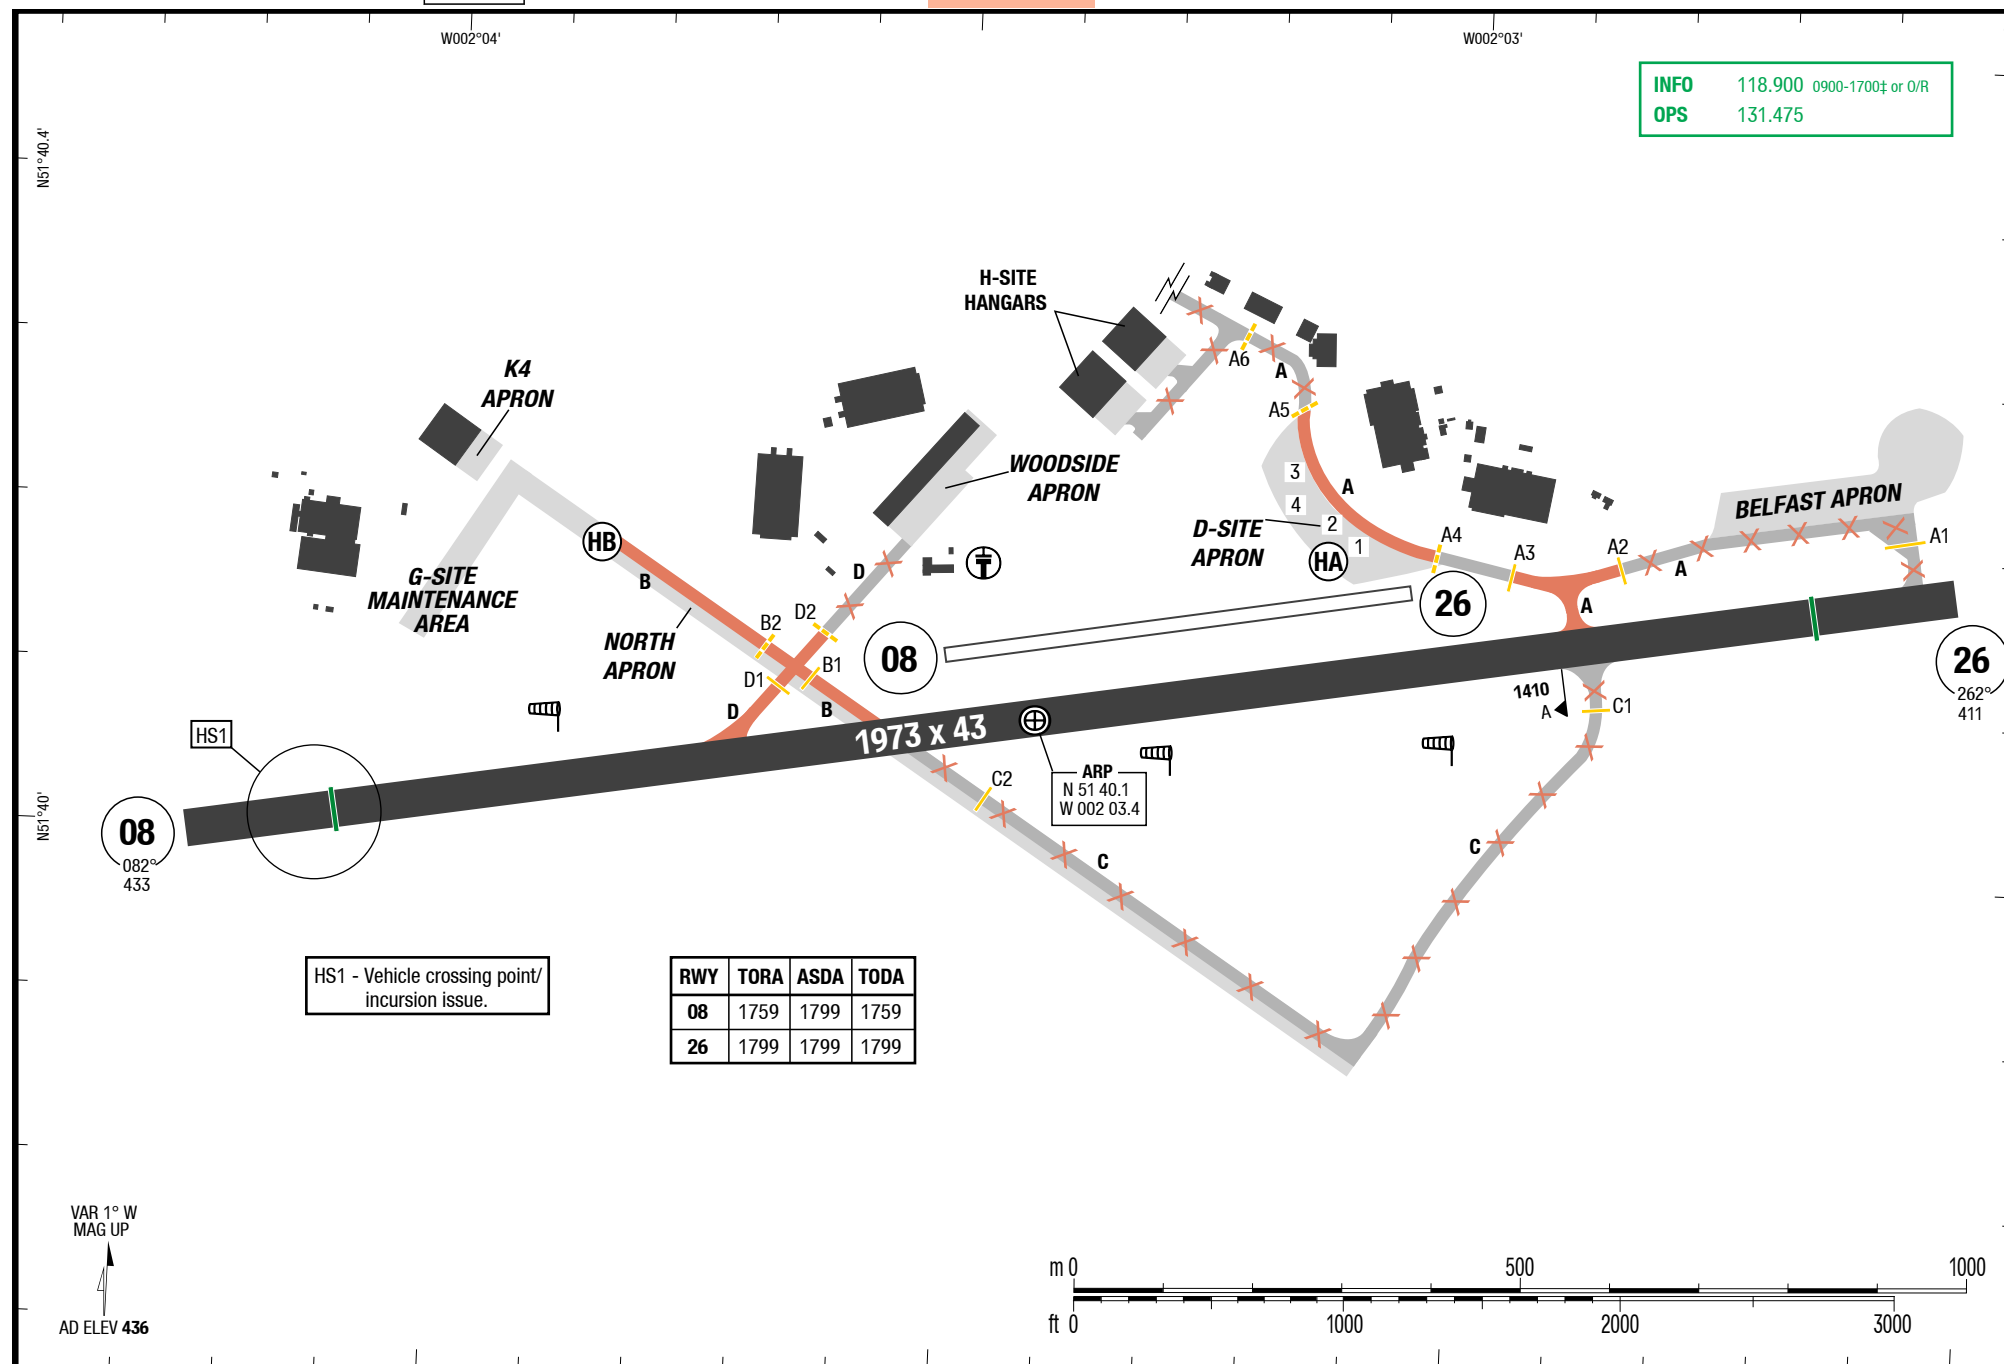 W002°04'
W002°03'
INFO 118.900 0900-1700‡ or O/R
OPS 131.475
N51°40.4'
H-SITE
HANGARS
K4
APRON
A6
A
A5
WOODSIDE
APRON
3
4
2
1
A
D-SITE
APRON
HA
A4
A3
A2
A
A1
BELFAST APRON
HB
B
G-SITE
MAINTENANCE
AREA
D
NORTH
APRON
B2
D2
B1
D1
D
B
08
26
A
26
262°
411
1410
A
C1
HS1
1973 x 43
ARP
N 51 40.1
W 002 03.4
C2
C
C
N51°40'
08
082°
433
HS1 - Vehicle crossing point/
incursion issue.
RWY TORA ASDA TODA
08 1759 1799 1759
26 1799 1799 1799
VAR 1° W
MAG UP
AD ELEV 436
m 0 500 1000
ft 0 1000 2000 3000